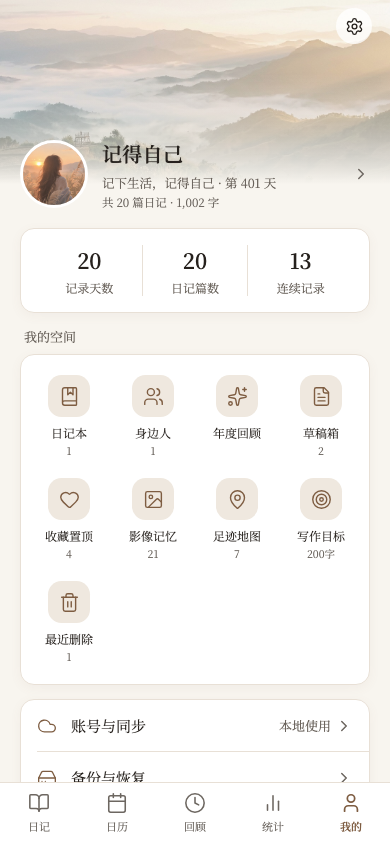 记得自己
记下生活，记得自己 · 第 401 天
共 20 篇日记 · 1,002 字
20 20 13
记录天数 日记篇数 连续记录
我的空间
日记本 身边人 年度回顾 草稿箱
1 1 2
收藏置顶 影像记忆 足迹地图 写作目标
4 21 7 200字
最近删除
1
账号与同步 本地使用
备份与恢复
日记 日历 回顾 统计 我的